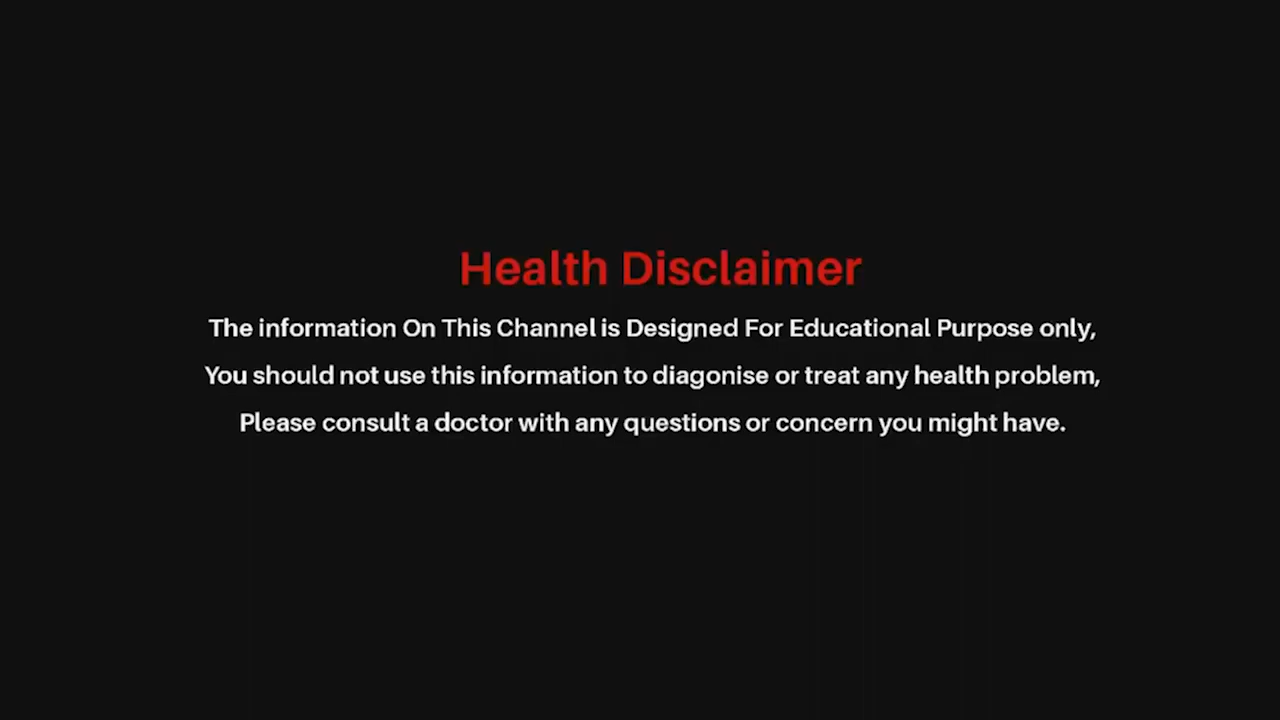 Health Disclaimer
The information On This Channel is Designed For Educational Purpose only,
You should not use this information to diagonise or treat any health problem,
Please consult a doctor with any questions or concern you might have.